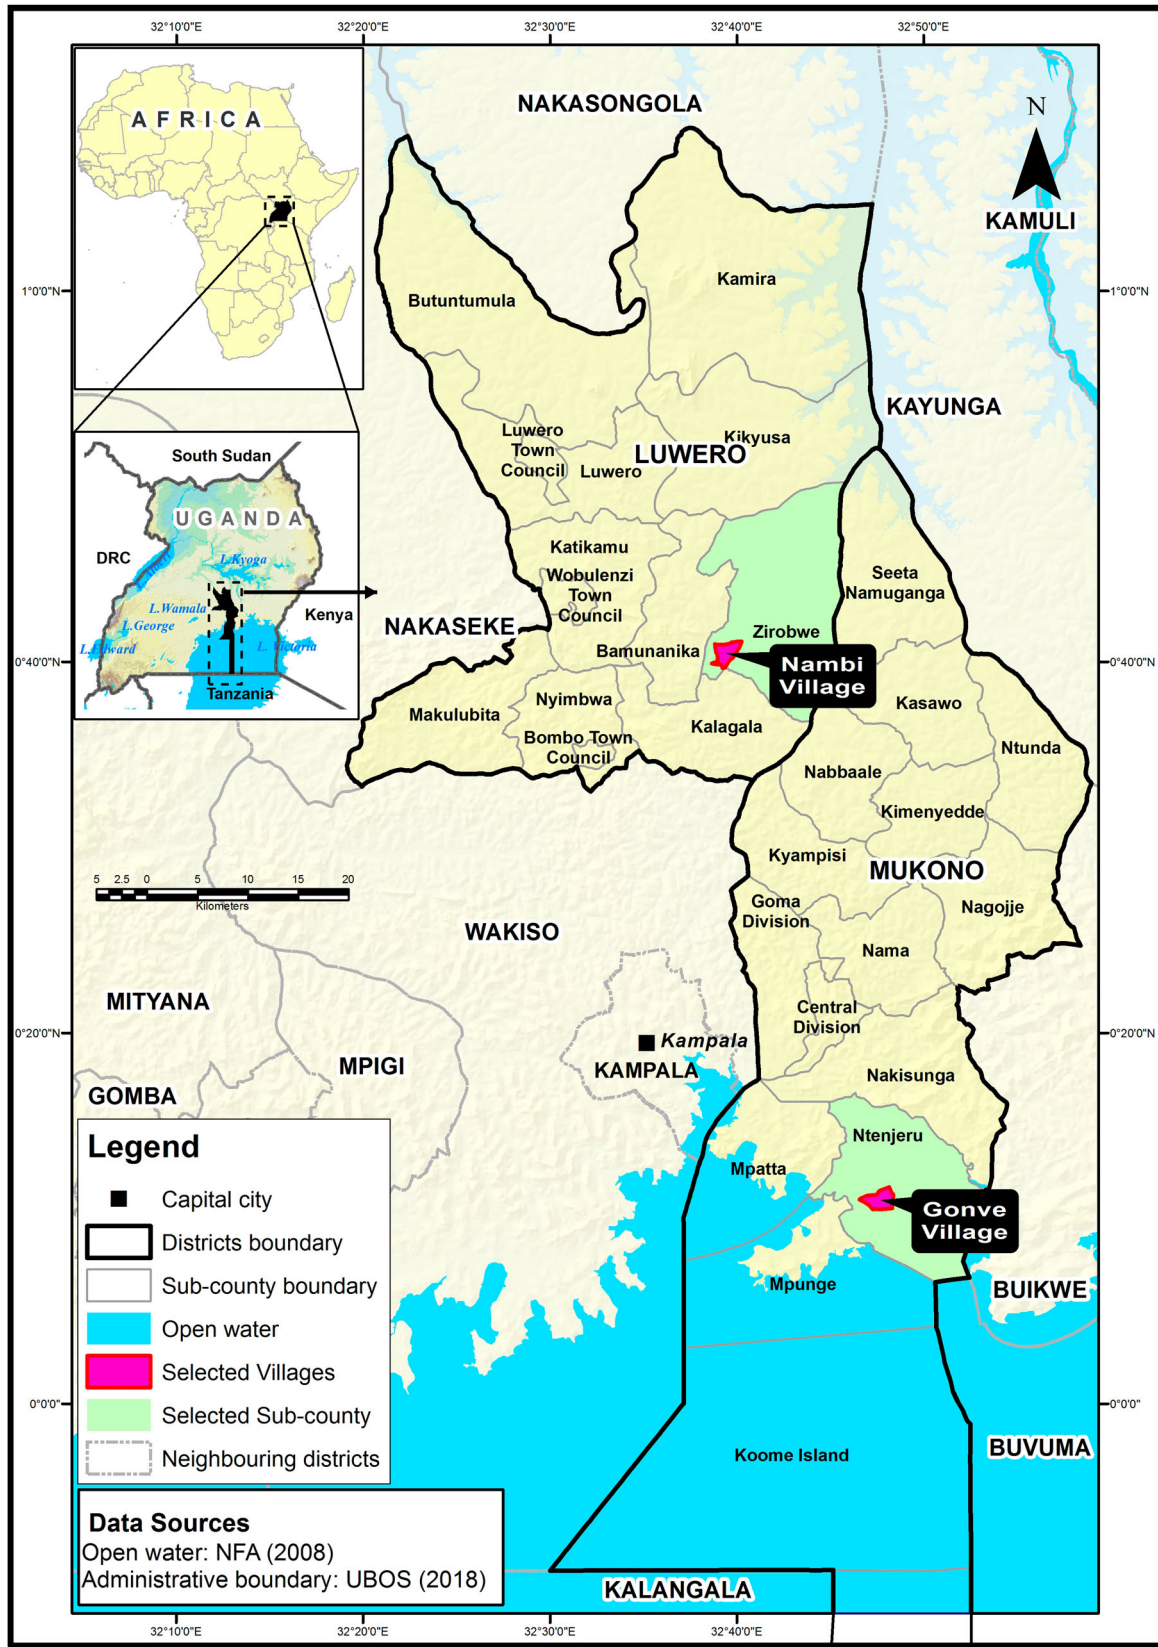 32°10'0"E
32°20'0"E
32°30'0"E
32°40'0"E
32°50'0"E
AFRICA
NAKASONGOLA
N
KAMULI
Kamira
Butuntumula
1°0'0"N
1°0'0"N
KAYUNGA
Luwero
Town
Council
Luwero
LUWERO
Kikyusa
South Sudan
UGANDA
DRC
L.Kyoga
L.Albert
L.Wamala
L.George
Kenya
L.Edward
L. Victoria
Tanzania
Katikamu
Wobulenzi
Town
Council
NAKASEKE
Bamunanika
Zirobwe
Seeta
Namuganga
0°40'0"N
0°40'0"N
Nambi
Village
Kasawo
Makulubita
Nyimbwa
Bombo Town
Council
Kalagala
Ntunda
Nabbaale
Kimenyedde
Kyampisi
MUKONO
5 2.5 0 5 10 15 20
Kilometers
Goma
Division
Nagojje
WAKISO
Nama
MITYANA
Central
Division
0°20'0"N
0°20'0"N
Kampala
KAMPALA
MPIGI
Nakisunga
GOMBA
Ntenjeru
Mpatta
Gonve
Village
Mpunge
BUIKWE
Legend
Capital city
Districts boundary
Sub-county boundary
Open water
Selected Villages
Selected Sub-county
Neighbouring districts
0°0'0"
0°0'0"
Koome Island
BUVUMA
Data Sources
Open water: NFA (2008)
Administrative boundary: UBOS (2018)
KALANGALA
32°10'0"E
32°20'0"E
32°30'0"E
32°40'0"E
32°50'0"E